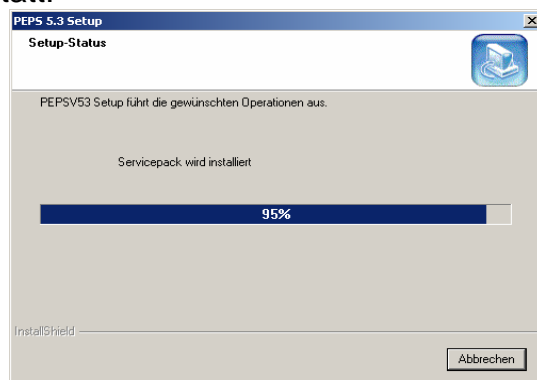 PEPS 5.3 Setup
Setup-Status
PEPSV53 Setup führt die gewünschten Operationen aus.
Servicepack wird installiert
95%
InstallShield
Abbrechen